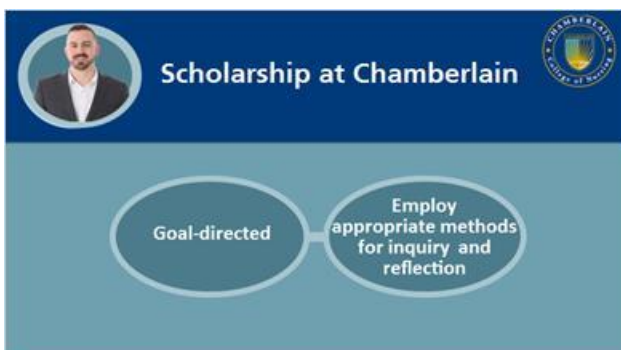 Scholarship at Chamberlain
CHAMBERLAIN
College of Nursing
Goal-directed
Employ
appropriate methods
for inquiry and
reflection